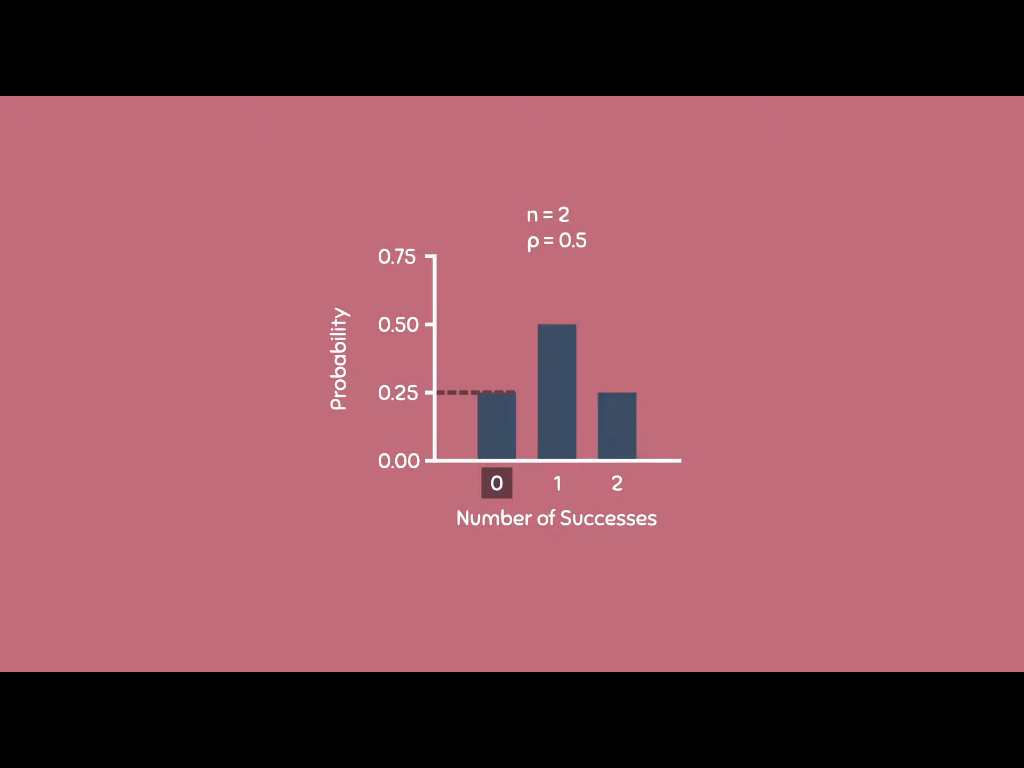 n = 2
ρ = 0.5
0.75
0.50
0.25
0.00
Probability
0 1 2
Number of Successes